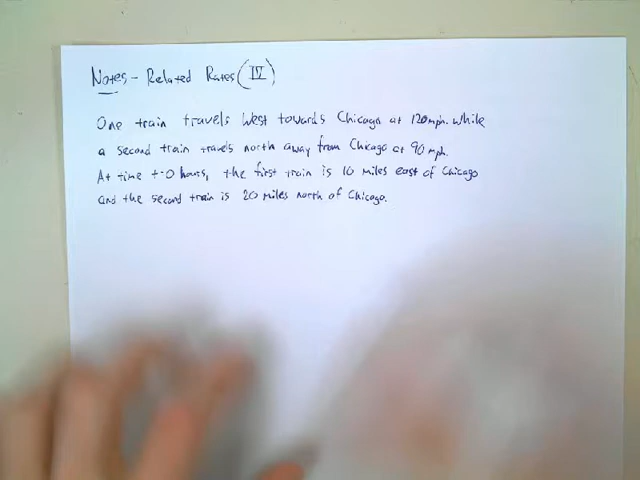 Notes - Related Rates (IV)
One train travels West towards Chicago at 120mph. while
a second train travels north away from Chicago at 90 mph.
At time t=0 hours, the first train is 10 miles east of Chicago
and the second train is 20 miles north of Chicago.